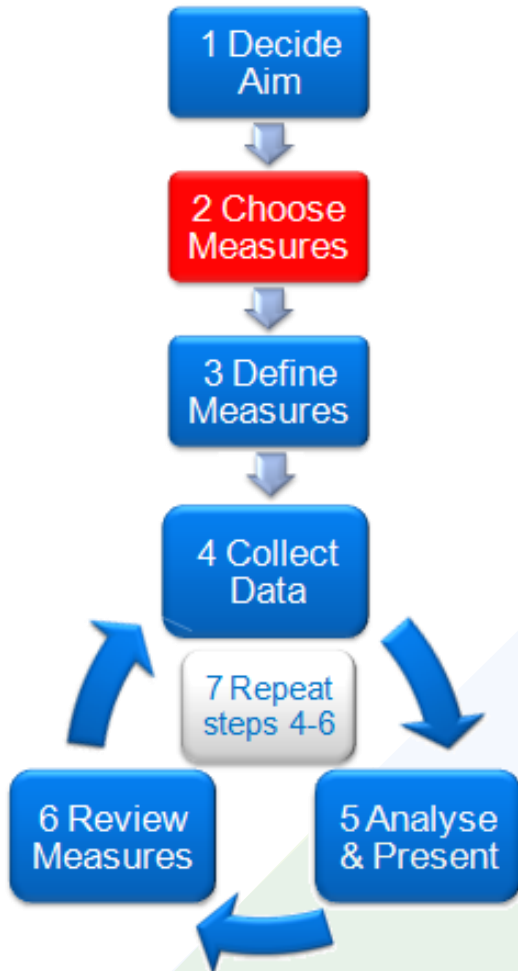 1 Decide
Aim
2 Choose
Measures
3 Define
Measures
4 Collect
Data
7 Repeat
steps 4-6
6 Review
Measures
5 Analyse
& Present